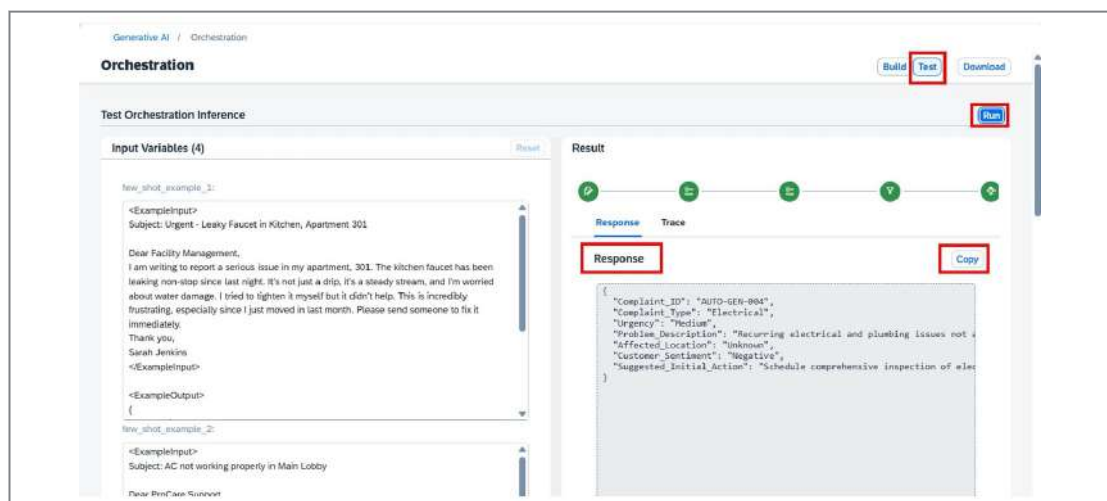 Generative AI / Orchestration
Orchestration
Build Test Download
Test Orchestration Inference
Run
Input Variables (4)
Reset
few_shot_example_1:
<ExampleInput>
Subject: Urgent - Leaky Faucet in Kitchen, Apartment 301
Dear Facility Management,
I am writing to report a serious issue in my apartment, 301. The kitchen faucet has been
leaking non-stop since last night. It's not just a drip, it's a steady stream, and I'm worried
about water damage. I tried to tighten it myself but it didn't help. This is incredibly
frustrating, especially since I just moved in last month. Please send someone to fix it
immediately.
Thank you,
Sarah Jenkins
</ExampleInput>
<ExampleOutput>
{
few_shot_example_2:
<ExampleInput>
Subject: AC not working properly in Main Lobby
Dear ProCare Support
Result
Response Trace
Response
Copy
{
"Complaint_ID": "AUTO-GEN-004",
"Complaint_Type": "Electrical",
"Urgency": "Medium",
"Problem_Description": "Recurring electrical and plumbing issues not a
"Affected_Location": "Unknown",
"Customer_Sentiment": "Negative",
"Suggested_Initial_Action": "Schedule comprehensive inspection of elec
}